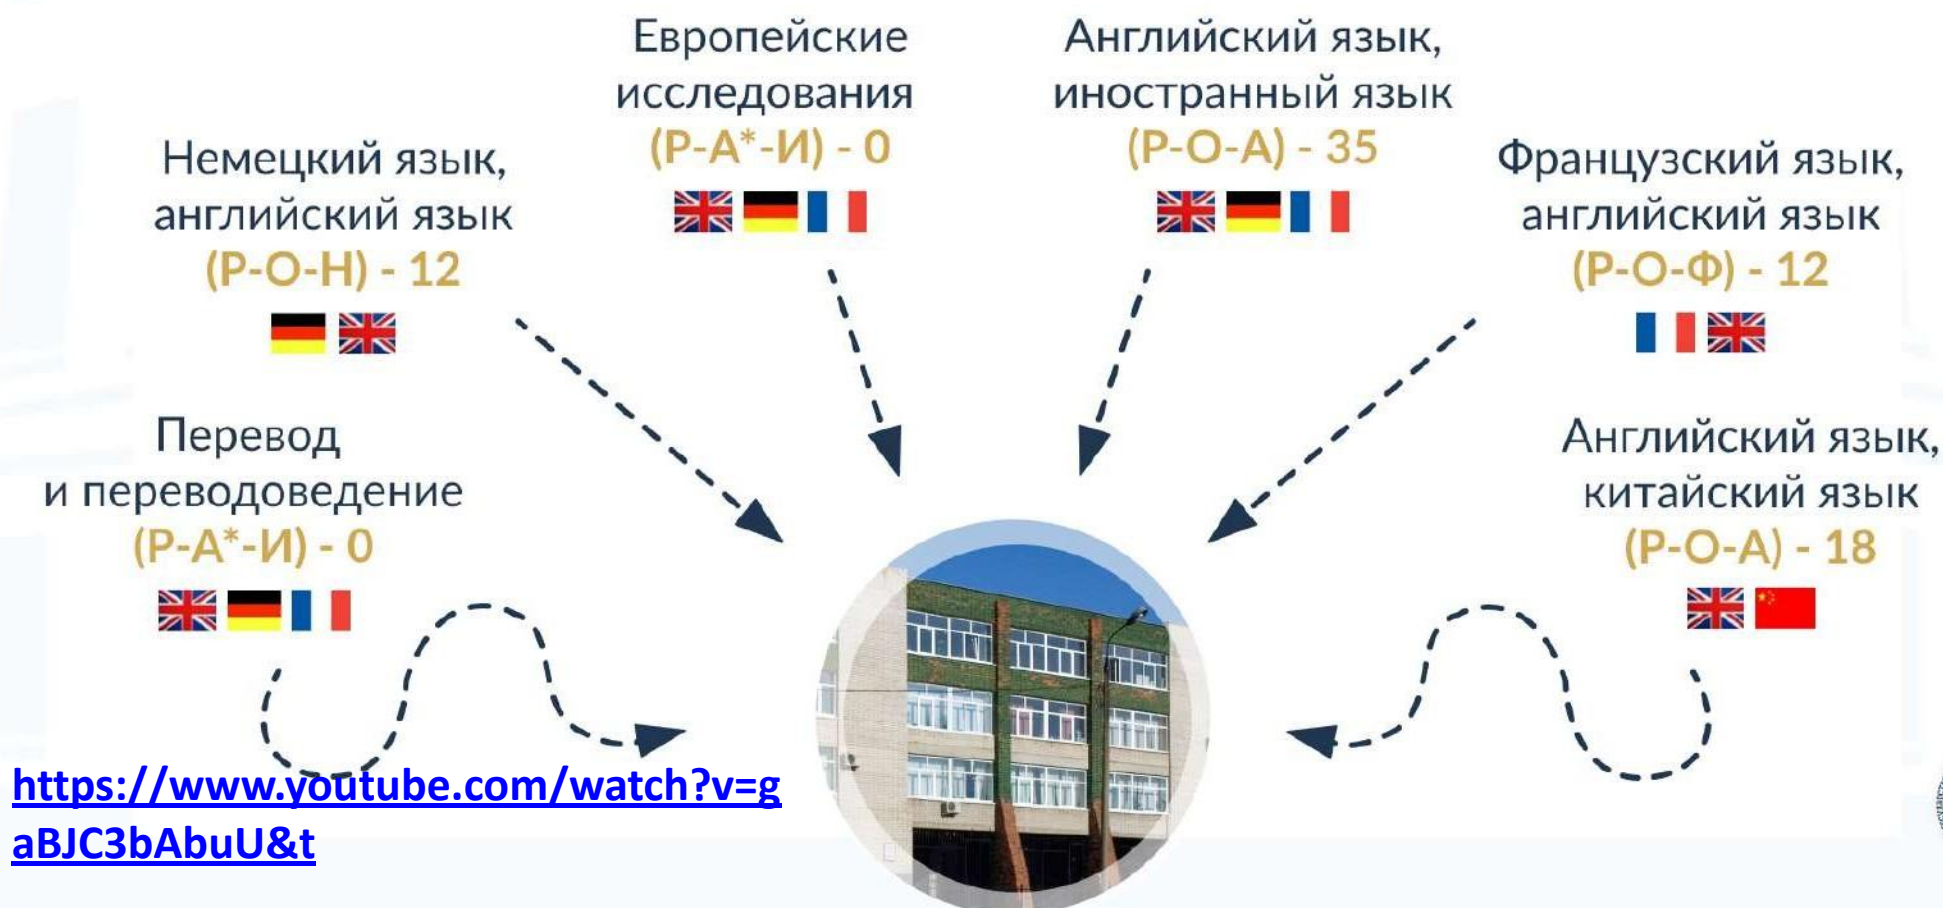 Европейские
исследования
(Р-А*-И) - 0
Английский язык,
иностранный язык
(Р-О-А) - 35
Немецкий язык,
английский язык
(Р-О-Н) - 12
Французский язык,
английский язык
(Р-О-Ф) - 12
Перевод
и переводоведение
(Р-А*-И) - 0
Английский язык,
китайский язык
(Р-О-А) - 18
https://www.youtube.com/watch?v=g
aBJC3bAbuU&t